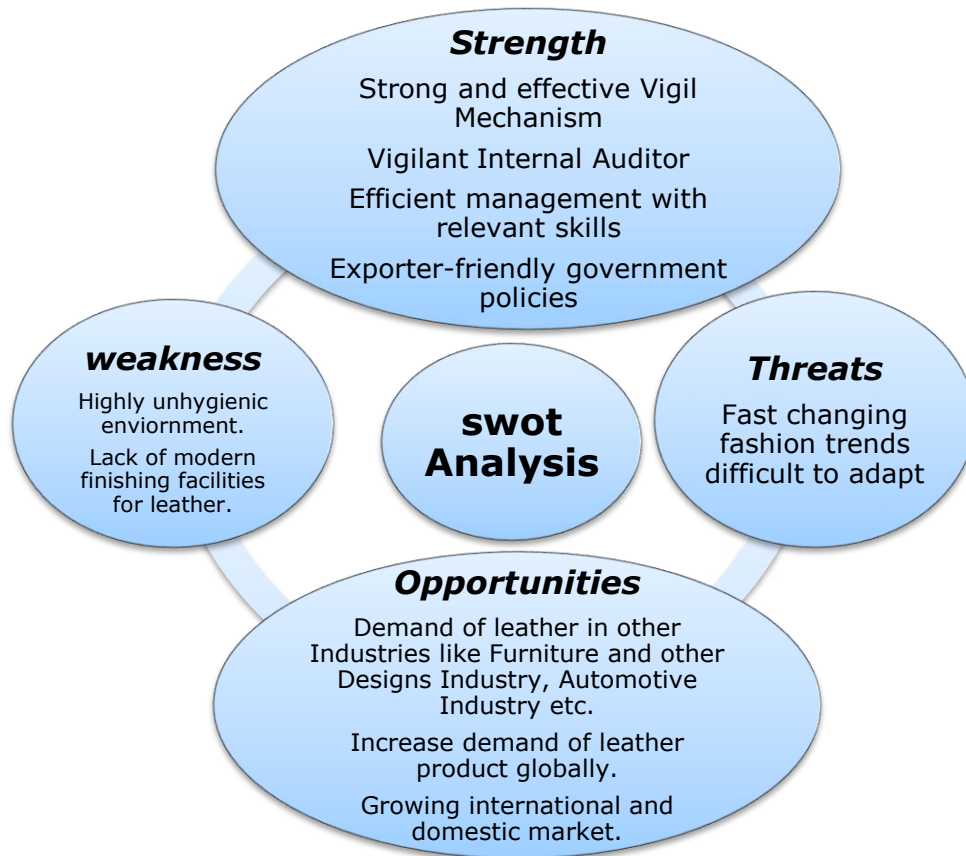 Strength
Strong and effective Vigil
Mechanism
Vigilant Internal Auditor
Efficient management with
relevant skills
Exporter-friendly government
policies
weakness
Highly unhygienic
enviornment.
Lack of modern
finishing facilities
for leather.
swot
Analysis
Threats
Fast changing
fashion trends
difficult to adapt
Opportunities
Demand of leather in other
Industries like Furniture and other
Designs Industry, Automotive
Industry etc.
Increase demand of leather
product globally.
Growing international and
domestic market.